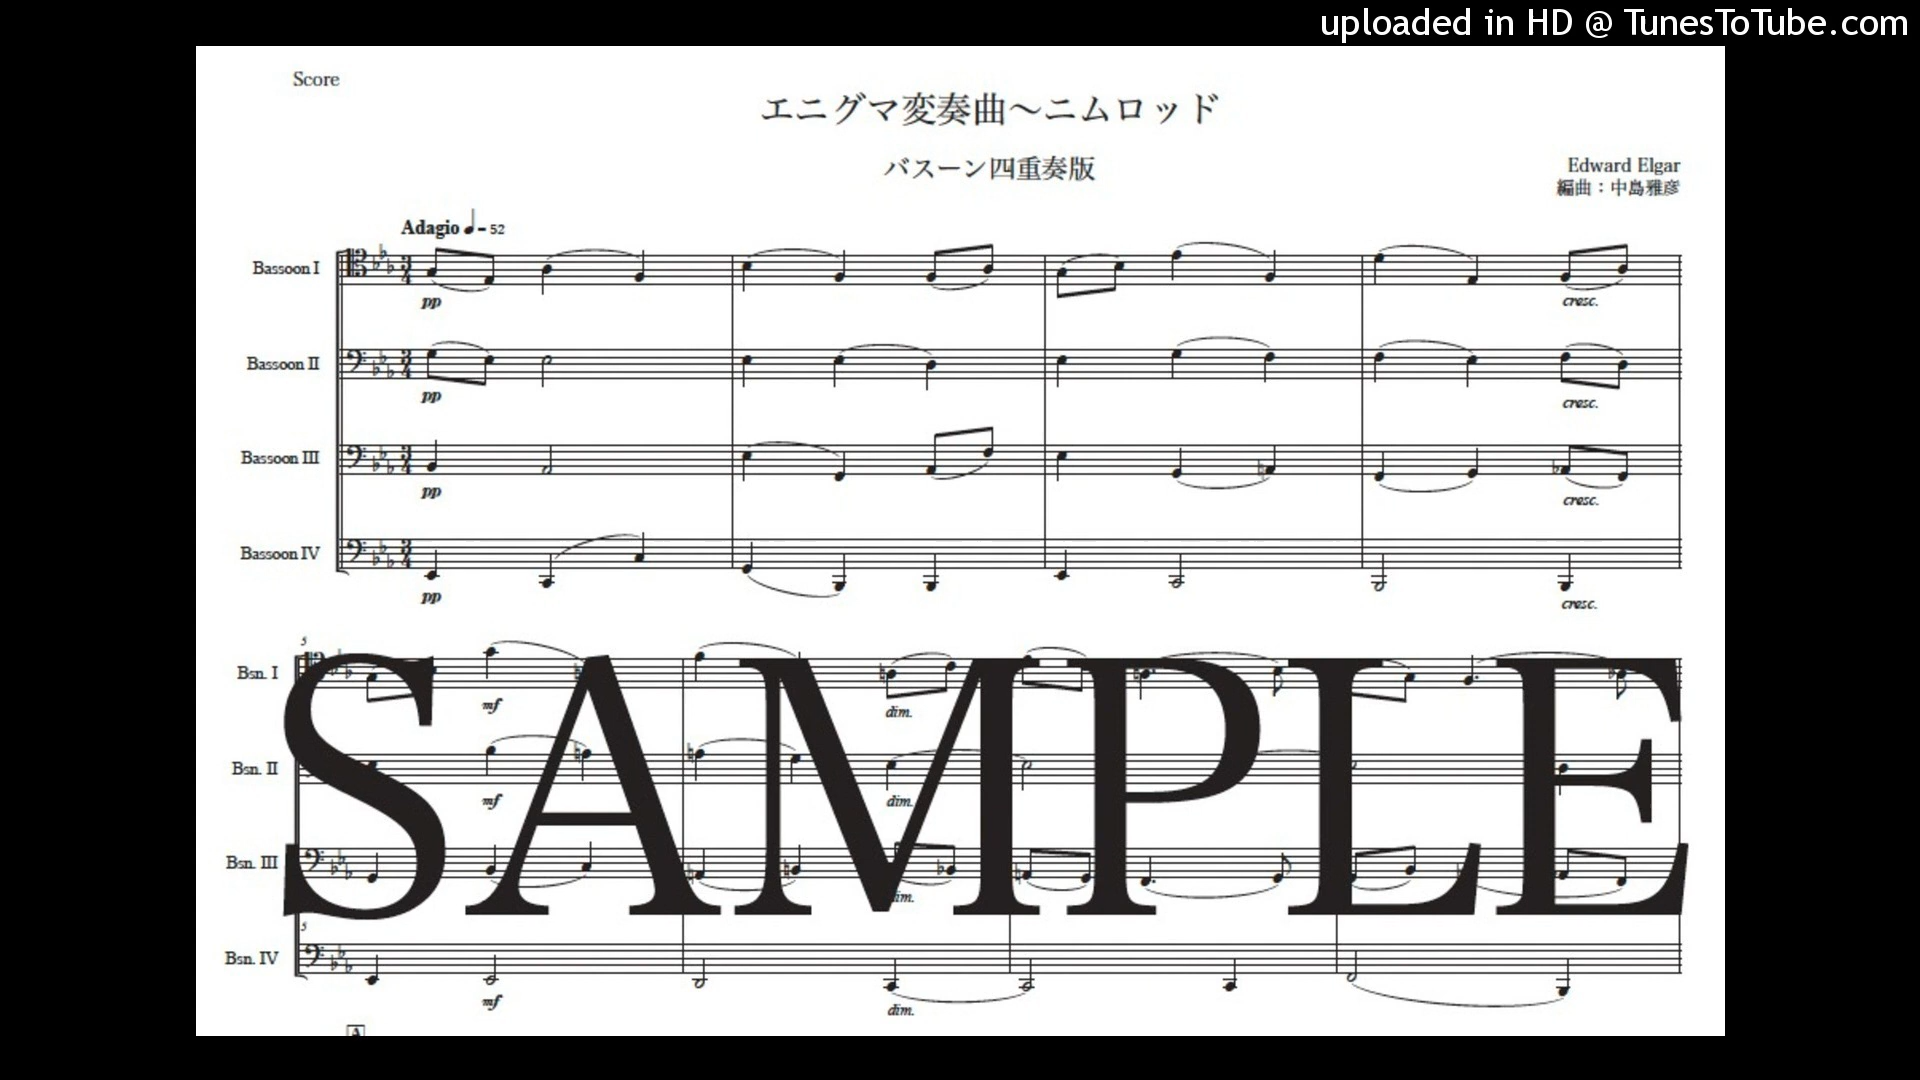 uploaded in HD @ TunesToTube.com
Score
エニグマ変奏曲～ニムロッド
バスーン四重奏版
Edward Elgar
編曲：中島雅彦
Adagio ♩= 52
Bassoon I
pp
cresc.
Bassoon II
pp
cresc.
Bassoon III
pp
cresc.
Bassoon IV
pp
cresc.
5
Bsn. I
mf
dim.
Bsn. II
mf
dim.
Bsn. III
5
Bsn. IV
mf
dim.
SAMPLE
A